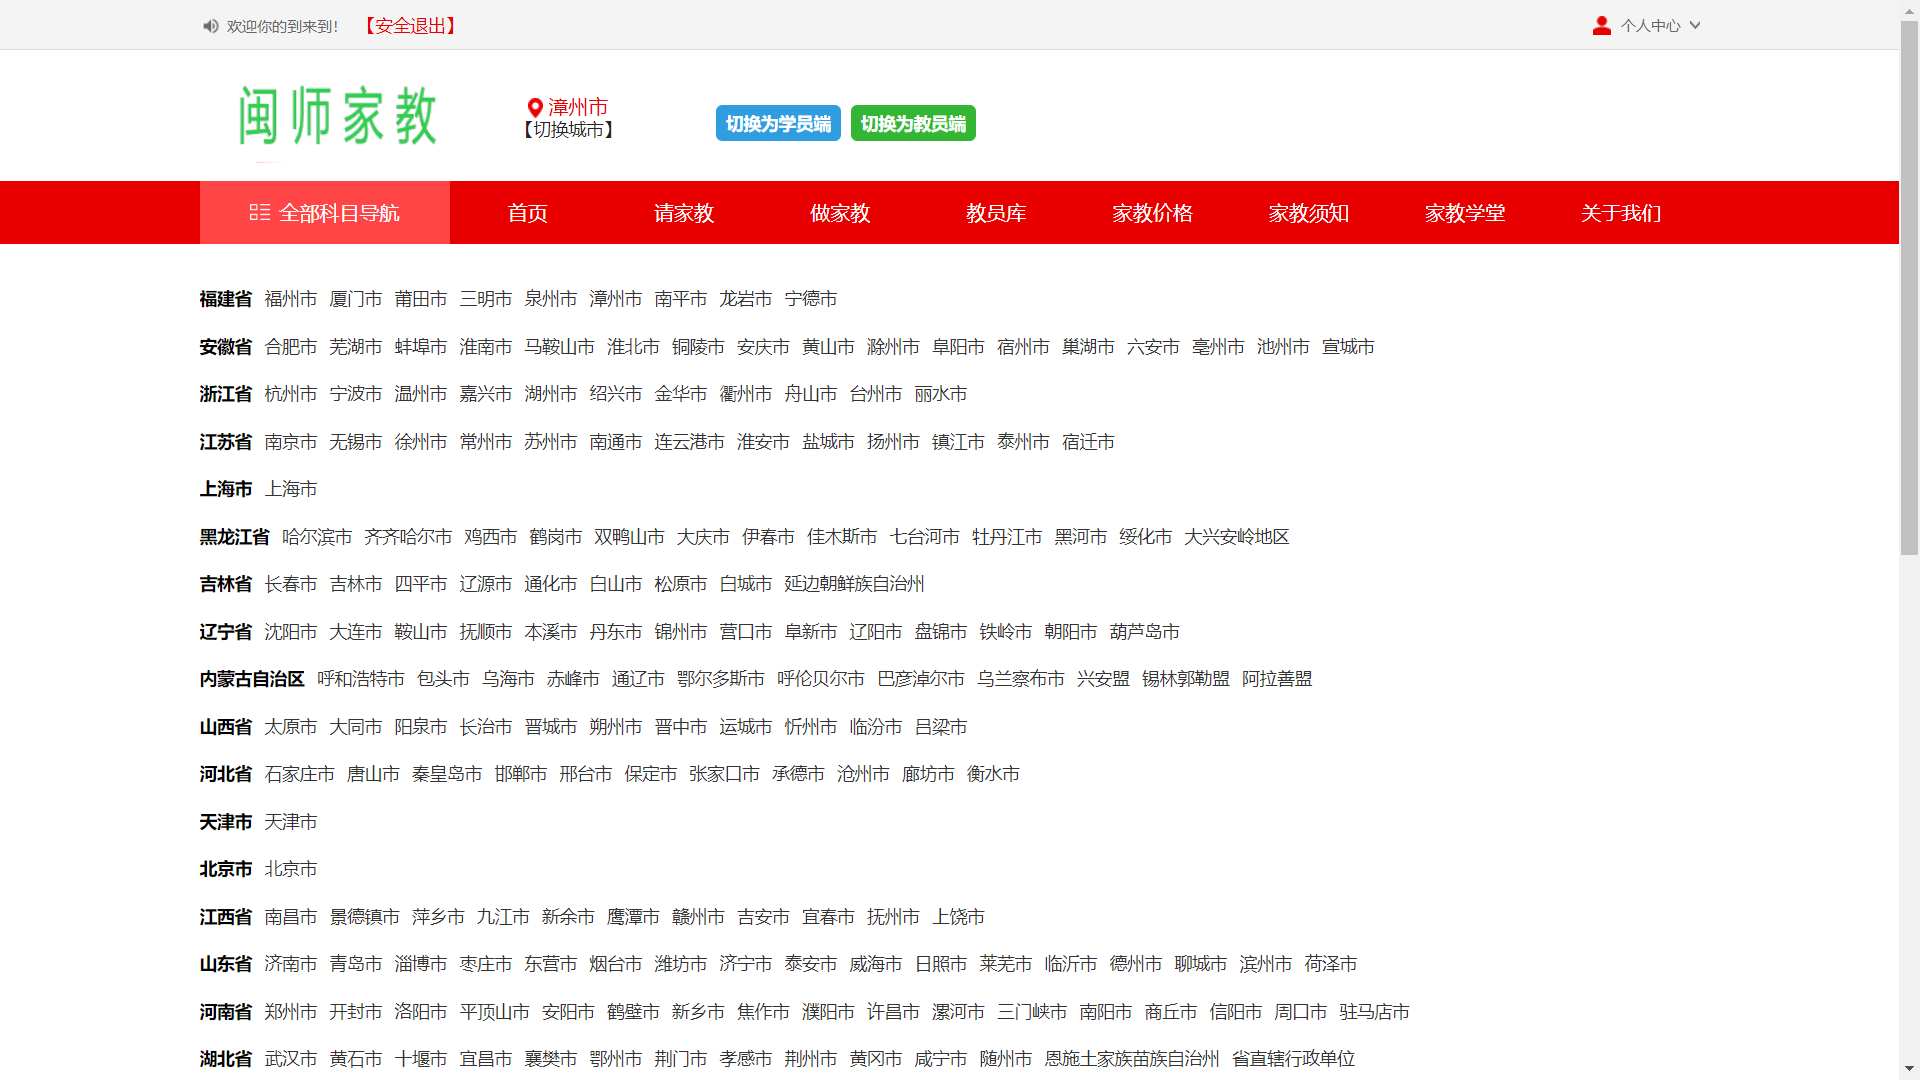 欢迎你的到来到! 【安全退出】 个人中心
闽师家教
漳州市
【切换城市】
切换为学员端 切换为教员端
全部科目导航 首页 请家教 做家教 教员库 家教价格 家教须知 家教学堂 关于我们
福建省 福州市 厦门市 莆田市 三明市 泉州市 漳州市 南平市 龙岩市 宁德市
安徽省 合肥市 芜湖市 蚌埠市 淮南市 马鞍山市 淮北市 铜陵市 安庆市 黄山市 滁州市 阜阳市 宿州市 巢湖市 六安市 亳州市 池州市 宣城市
浙江省 杭州市 宁波市 温州市 嘉兴市 湖州市 绍兴市 金华市 衢州市 舟山市 台州市 丽水市
江苏省 南京市 无锡市 徐州市 常州市 苏州市 南通市 连云港市 淮安市 盐城市 扬州市 镇江市 泰州市 宿迁市
上海市 上海市
黑龙江省 哈尔滨市 齐齐哈尔市 鸡西市 鹤岗市 双鸭山市 大庆市 伊春市 佳木斯市 七台河市 牡丹江市 黑河市 绥化市 大兴安岭地区
吉林省 长春市 吉林市 四平市 辽源市 通化市 白山市 松原市 白城市 延边朝鲜族自治州
辽宁省 沈阳市 大连市 鞍山市 抚顺市 本溪市 丹东市 锦州市 营口市 阜新市 辽阳市 盘锦市 铁岭市 朝阳市 葫芦岛市
内蒙古自治区 呼和浩特市 包头市 乌海市 赤峰市 通辽市 鄂尔多斯市 呼伦贝尔市 巴彦淖尔市 乌兰察布市 兴安盟 锡林郭勒盟 阿拉善盟
山西省 太原市 大同市 阳泉市 长治市 晋城市 朔州市 晋中市 运城市 忻州市 临汾市 吕梁市
河北省 石家庄市 唐山市 秦皇岛市 邯郸市 邢台市 保定市 张家口市 承德市 沧州市 廊坊市 衡水市
天津市 天津市
北京市 北京市
江西省 南昌市 景德镇市 萍乡市 九江市 新余市 鹰潭市 赣州市 吉安市 宜春市 抚州市 上饶市
山东省 济南市 青岛市 淄博市 枣庄市 东营市 烟台市 潍坊市 济宁市 泰安市 威海市 日照市 莱芜市 临沂市 德州市 聊城市 滨州市 荷泽市
河南省 郑州市 开封市 洛阳市 平顶山市 安阳市 鹤壁市 新乡市 焦作市 濮阳市 许昌市 漯河市 三门峡市 南阳市 商丘市 信阳市 周口市 驻马店市
湖北省 武汉市 黄石市 十堰市 宜昌市 襄樊市 鄂州市 荆门市 孝感市 荆州市 黄冈市 咸宁市 随州市 恩施土家族苗族自治州 省直辖行政单位